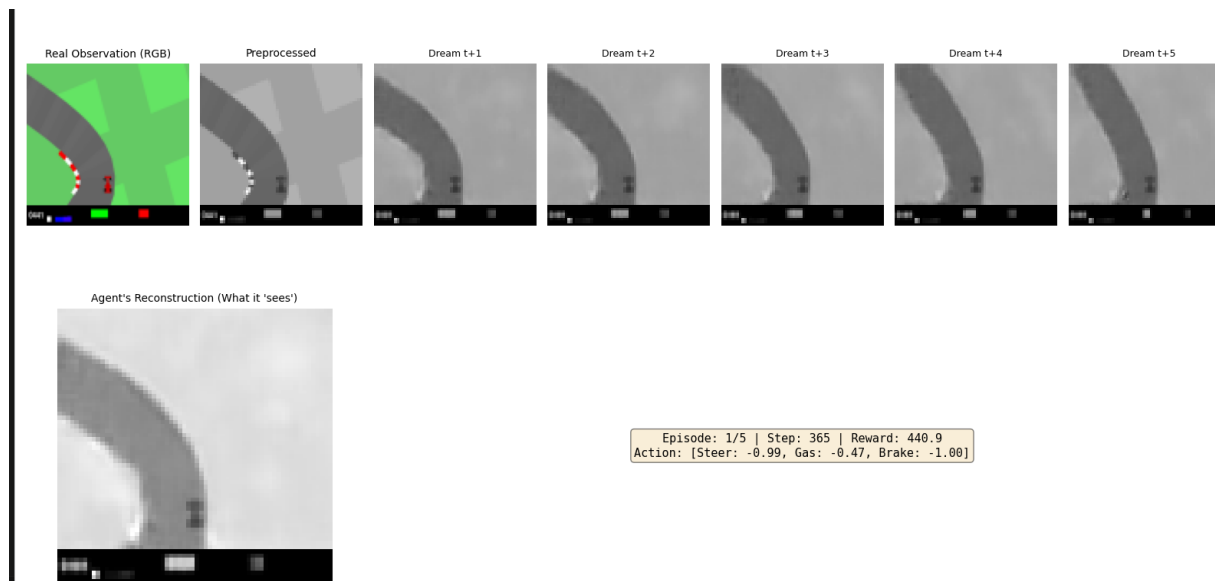 Real Observation (RGB)
Preprocessed
Dream t+1
Dream t+2
Dream t+3
Dream t+4
Dream t+5
0441
Agent's Reconstruction (What it 'sees')
Episode: 1/5 | Step: 365 | Reward: 440.9
Action: [Steer: -0.99, Gas: -0.47, Brake: -1.00]